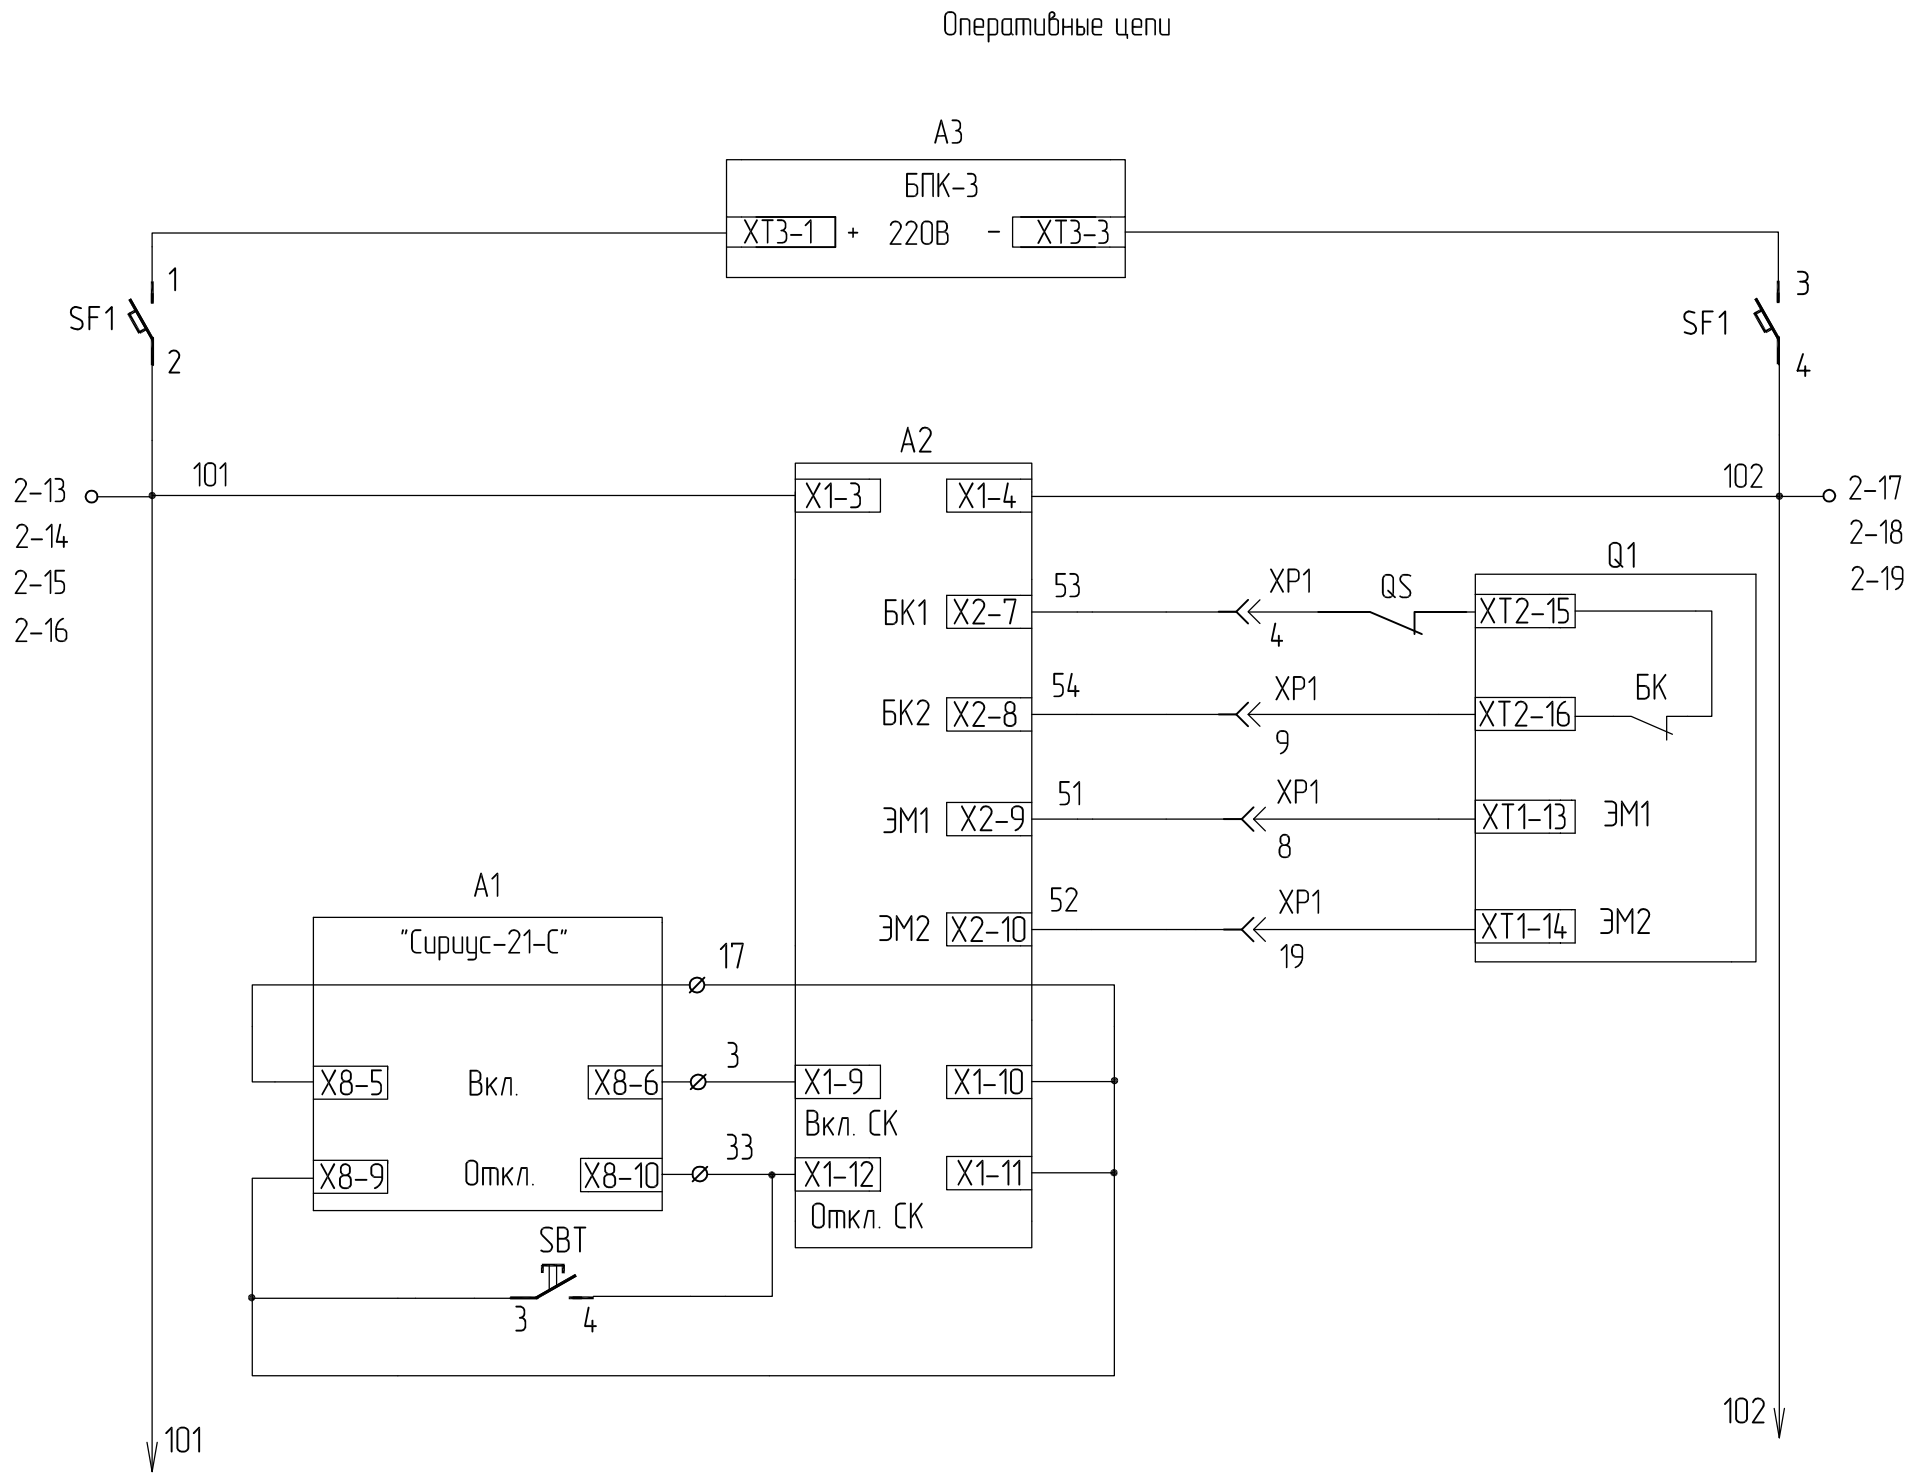 Оперативные цепи
А3
БПК-3
ХТ3-1 + 220В - ХТ3-3
1
3
SF1
SF1
2
4
А2
101
102
2-13
Х1-3
Х1-4
2-17
2-14
2-18
2-15
2-19
2-16
Q1
53
ХР1
QS
БК1
Х2-7
ХТ2-15
4
54
ХР1
БК
БК2
Х2-8
ХТ2-16
9
51
ХР1
ЭМ1
Х2-9
ХТ1-13
ЭМ1
8
А1
52
ХР1
ЭМ2
Х2-10
ХТ1-14
ЭМ2
"Сириус-21-С"
17
19
3
Х8-5
Вкл.
Х8-6
Х1-9
Х1-10
Вкл. СК
33
Х8-9
Откл.
Х8-10
Х1-12
Х1-11
Откл. СК
SBT
3
4
101
102